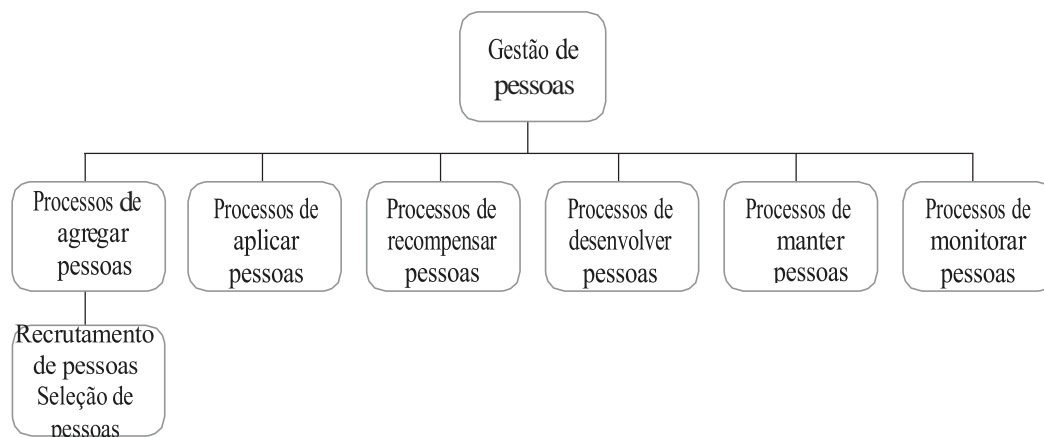 Gestão de
pessoas
Processos de
agregar
pessoas
Processos de
aplicar
pessoas
Processos de
recompensar
pessoas
Processos de
desenvolver
pessoas
Processos de
manter
pessoas
Processos de
monitorar
pessoas
Recrutamento
de pessoas
Seleção de
pessoas